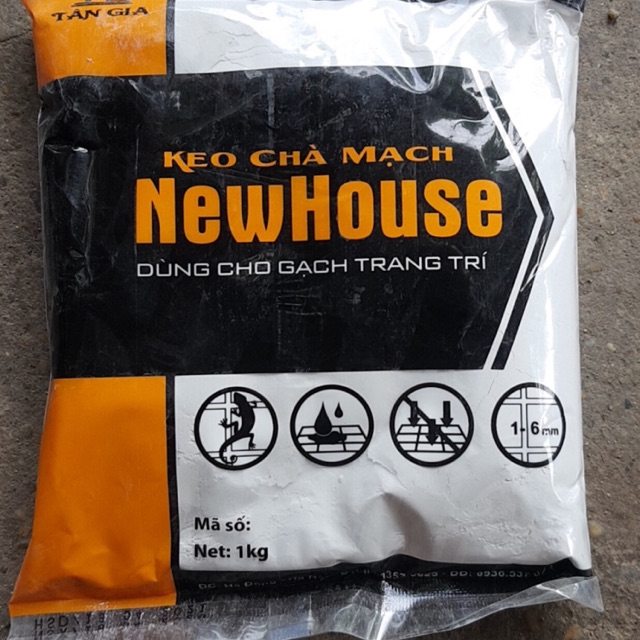 TÂN GIA
KEO CHÀ MẠCH
NEWHOUSE
DÙNG CHO GẠCH TRANG TRÍ
1-6mm
Mã số:
Net: 1kg